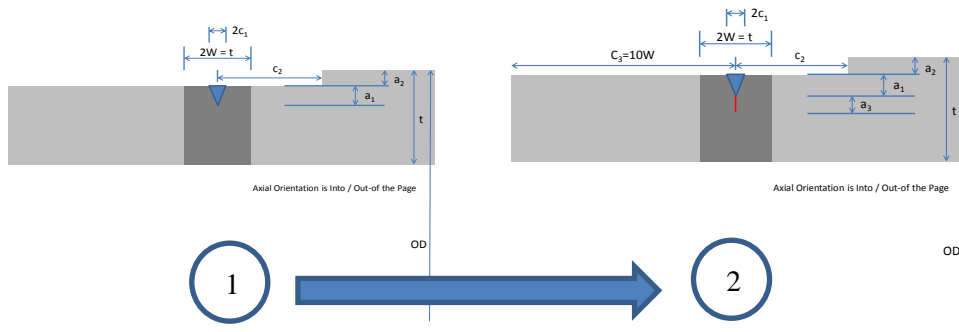 2c₁
2W = t
c₂
a₂
a₁
t
Axial Orientation is Into / Out-of the Page
OD
1
2c₁
2W = t
C₃=10W
c₂
a₂
a₁
a₃
t
Axial Orientation is Into / Out-of the Page
OD
2